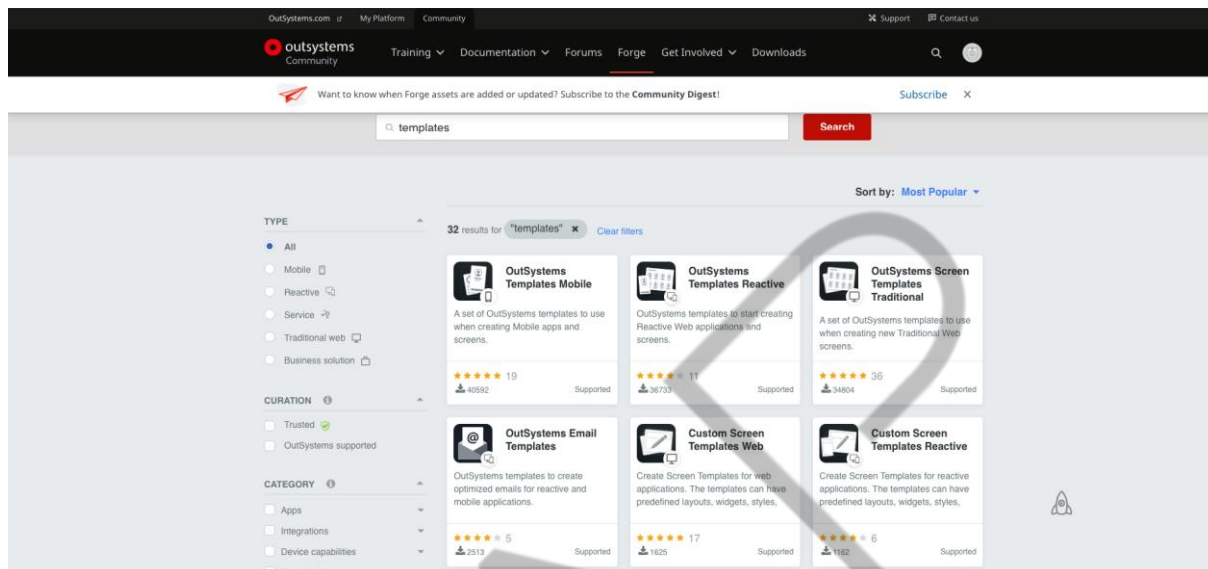 OutSystems.com My Platform Community Support Contact us
outsystems
Community
Training Documentation Forums Forge Get Involved Downloads
Want to know when Forge assets are added or updated? Subscribe to the Community Digest! Subscribe X
templates Search
Sort by: Most Popular
TYPE
All
Mobile
Reactive
Service
Traditional web
Business solution
CURATION
Trusted
OutSystems supported
CATEGORY
Apps
Integrations
Device capabilities
32 results for "templates" × Clear filters
OutSystems
Templates Mobile
A set of OutSystems templates to use
when creating Mobile apps and
screens.
19
40592 Supported
OutSystems
Templates Reactive
OutSystems templates to start creating
Reactive Web applications and
screens.
11
36733 Supported
OutSystems Screen
Templates
Traditional
A set of OutSystems templates to use
when creating new Traditional Web
screens.
36
34804 Supported
OutSystems Email
Templates
OutSystems templates to create
optimized emails for reactive and
mobile applications.
5
2513 Supported
Custom Screen
Templates Web
Create Screen Templates for web
applications. The templates can have
predefined layouts, widgets, styles,
17
1625 Supported
Custom Screen
Templates Reactive
Create Screen Templates for reactive
applications. The templates can have
predefined layouts, widgets, styles,
6
1162 Supported